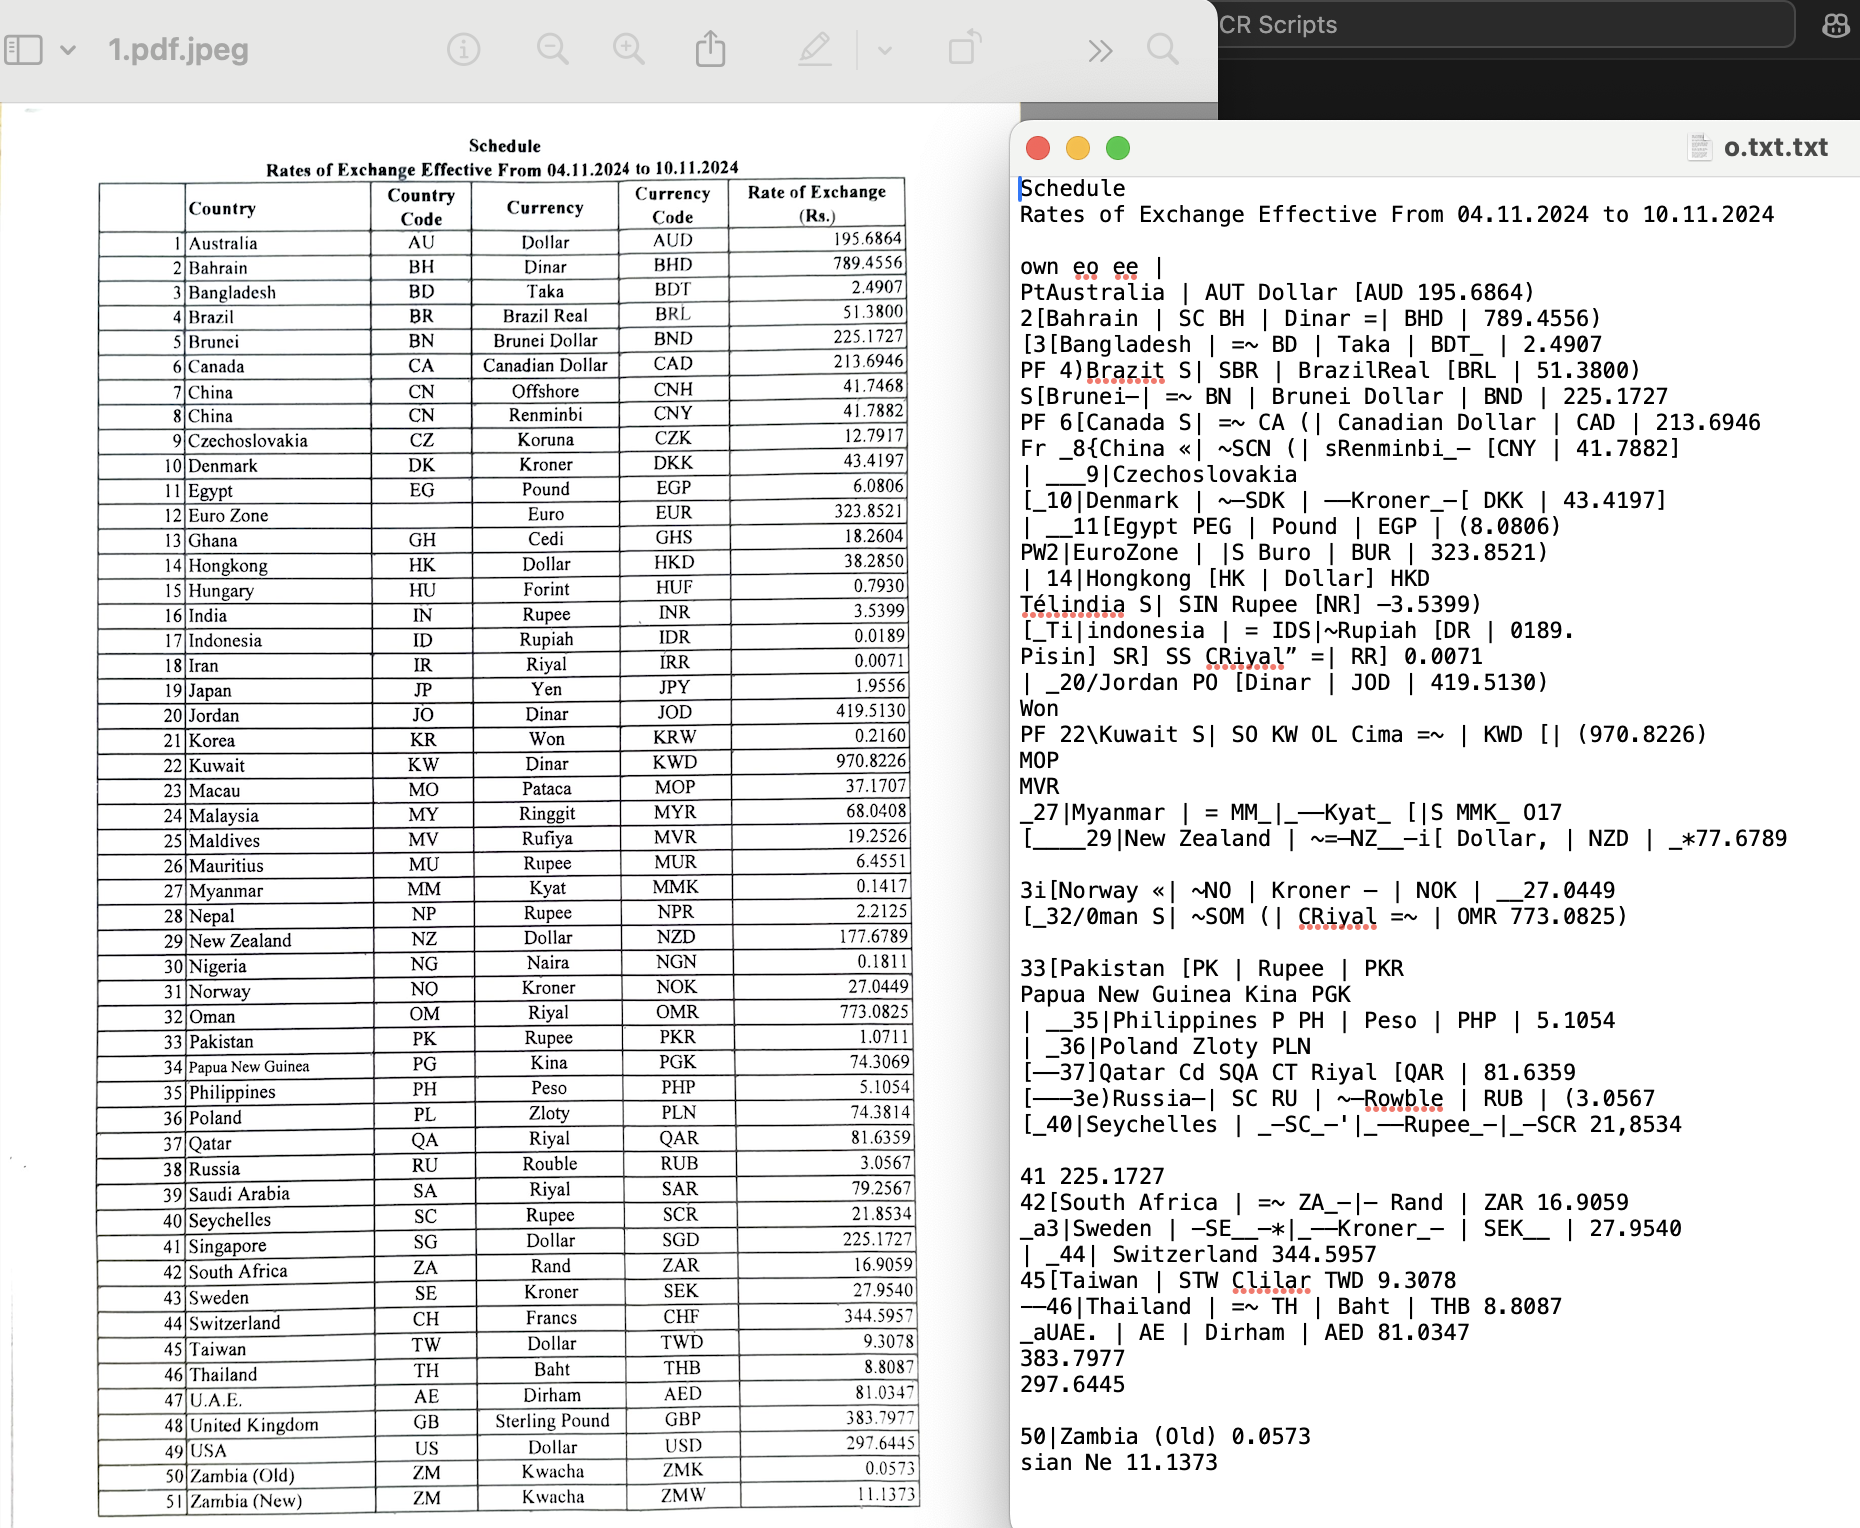 1.pdf.jpeg
CR Scripts
Schedule
Rates of Exchange Effective From 04.11.2024 to 10.11.2024
Country Country Code Currency Currency Code Rate of Exchange (Rs.)
1 Australia AU Dollar AUD 195.6864
2 Bahrain BH Dinar BHD 789.4556
3 Bangladesh BD Taka BDT 2.4907
4 Brazil BR Brazil Real BRL 51.3800
5 Brunei BN Brunei Dollar BND 225.1727
6 Canada CA Canadian Dollar CAD 213.6946
7 China CN Offshore CNH 41.7468
8 China CN Renminbi CNY 41.7882
9 Czechoslovakia CZ Koruna CZK 12.7917
10 Denmark DK Kroner DKK 43.4197
11 Egypt EG Pound EGP 6.0806
12 Euro Zone Euro EUR 323.8521
13 Ghana GH Cedi GHS 18.2604
14 Hongkong HK Dollar HKD 38.2850
15 Hungary HU Forint HUF 0.7930
16 India IN Rupee INR 3.5399
17 Indonesia ID Rupiah IDR 0.0189
18 Iran IR Riyal IRR 0.0071
19 Japan JP Yen JPY 1.9556
20 Jordan JO Dinar JOD 419.5130
21 Korea KR Won KRW 0.2160
22 Kuwait KW Dinar KWD 970.8226
23 Macau MO Pataca MOP 37.1707
24 Malaysia MY Ringgit MYR 68.0408
25 Maldives MV Rufiya MVR 19.2526
26 Mauritius MU Rupee MUR 6.4551
27 Myanmar MM Kyat MMK 0.1417
28 Nepal NP Rupee NPR 2.2125
29 New Zealand NZ Dollar NZD 177.6789
30 Nigeria NG Naira NGN 0.1811
31 Norway NO Kroner NOK 27.0449
32 Oman OM Riyal OMR 773.0825
33 Pakistan PK Rupee PKR 1.0711
34 Papua New Guinea PG Kina PGK 74.3069
35 Philippines PH Peso PHP 5.1054
36 Poland PL Zloty PLN 74.3814
37 Qatar QA Riyal QAR 81.6359
38 Russia RU Rouble RUB 3.0567
39 Saudi Arabia SA Riyal SAR 79.2567
40 Seychelles SC Rupee SCR 21.8534
41 Singapore SG Dollar SGD 225.1727
42 South Africa ZA Rand ZAR 16.9059
43 Sweden SE Kroner SEK 27.9540
44 Switzerland CH Francs CHF 344.5957
45 Taiwan TW Dollar TWD 9.3078
46 Thailand TH Baht THB 8.8087
47 U.A.E. AE Dirham AED 81.0347
48 United Kingdom GB Sterling Pound GBP 383.7977
49 USA US Dollar USD 297.6445
50 Zambia (Old) ZM Kwacha ZMK 0.0573
51 Zambia (New) ZM Kwacha ZMW 11.1373
o.txt.txt
Schedule
Rates of Exchange Effective From 04.11.2024 to 10.11.2024
own eo ee |
PtAustralia | AUT Dollar [AUD 195.6864)
2[Bahrain | SC BH | Dinar =| BHD | 789.4556)
[3[Bangladesh | =~ BD | Taka | BDT_ | 2.4907
PF 4)Brazit S| SBR | BrazilReal [BRL | 51.3800)
S[Brunei—| =~ BN | Brunei Dollar | BND | 225.1727
PF 6[Canada S| =~ CA (| Canadian Dollar | CAD | 213.6946
Fr _8{China «| ~SCN (| sRenminbi_— [CNY | 41.7882]
| ___9|Czechoslovakia
[_10|Denmark | ~—SDK | ——Kroner_—[ DKK | 43.4197]
| __11[Egypt PEG | Pound | EGP | (8.0806)
PW2|EuroZone | |S Buro | BUR | 323.8521)
| 14|Hongkong [HK | Dollar] HKD
Télindia S| SIN Rupee [NR] —3.5399)
[_Ti|indonesia | = IDS|~Rupiah [DR | 0189.
Pisin] SR] SS CRiyal” =| RR] 0.0071
| _20/Jordan PO [Dinar | JOD | 419.5130)
Won
PF 22\Kuwait S| SO KW OL Cima =~ | KWD [| (970.8226)
MOP
MVR
_27|Myanmar | = MM_|_——Kyat_ [|S MMK_ O17
[____29|New Zealand | ~=—NZ__—i[ Dollar, | NZD | _*77.6789
3i[Norway «| ~NO | Kroner — | NOK | __27.0449
[_32/0man S| ~SOM (| CRiyal =~ | OMR 773.0825)
33[Pakistan [PK | Rupee | PKR
Papua New Guinea Kina PGK
| __35|Philippines P PH | Peso | PHP | 5.1054
| _36|Poland Zloty PLN
[——37]Qatar Cd SQA CT Riyal [QAR | 81.6359
[———3e)Russia—| SC RU | ~—Rowble | RUB | (3.0567
[_40|Seychelles | _—SC_—'|_——Rupee_—|_—SCR 21,8534
41 225.1727
42[South Africa | =~ ZA_—|— Rand | ZAR 16.9059
_a3|Sweden | —SE__—*|_——Kroner_— | SEK__ | 27.9540
| _44| Switzerland 344.5957
45[Taiwan | STW Clilar TWD 9.3078
——46|Thailand | =~ TH | Baht | THB 8.8087
_aUAE. | AE | Dirham | AED 81.0347
383.7977
297.6445
50|Zambia (Old) 0.0573
sian Ne 11.1373